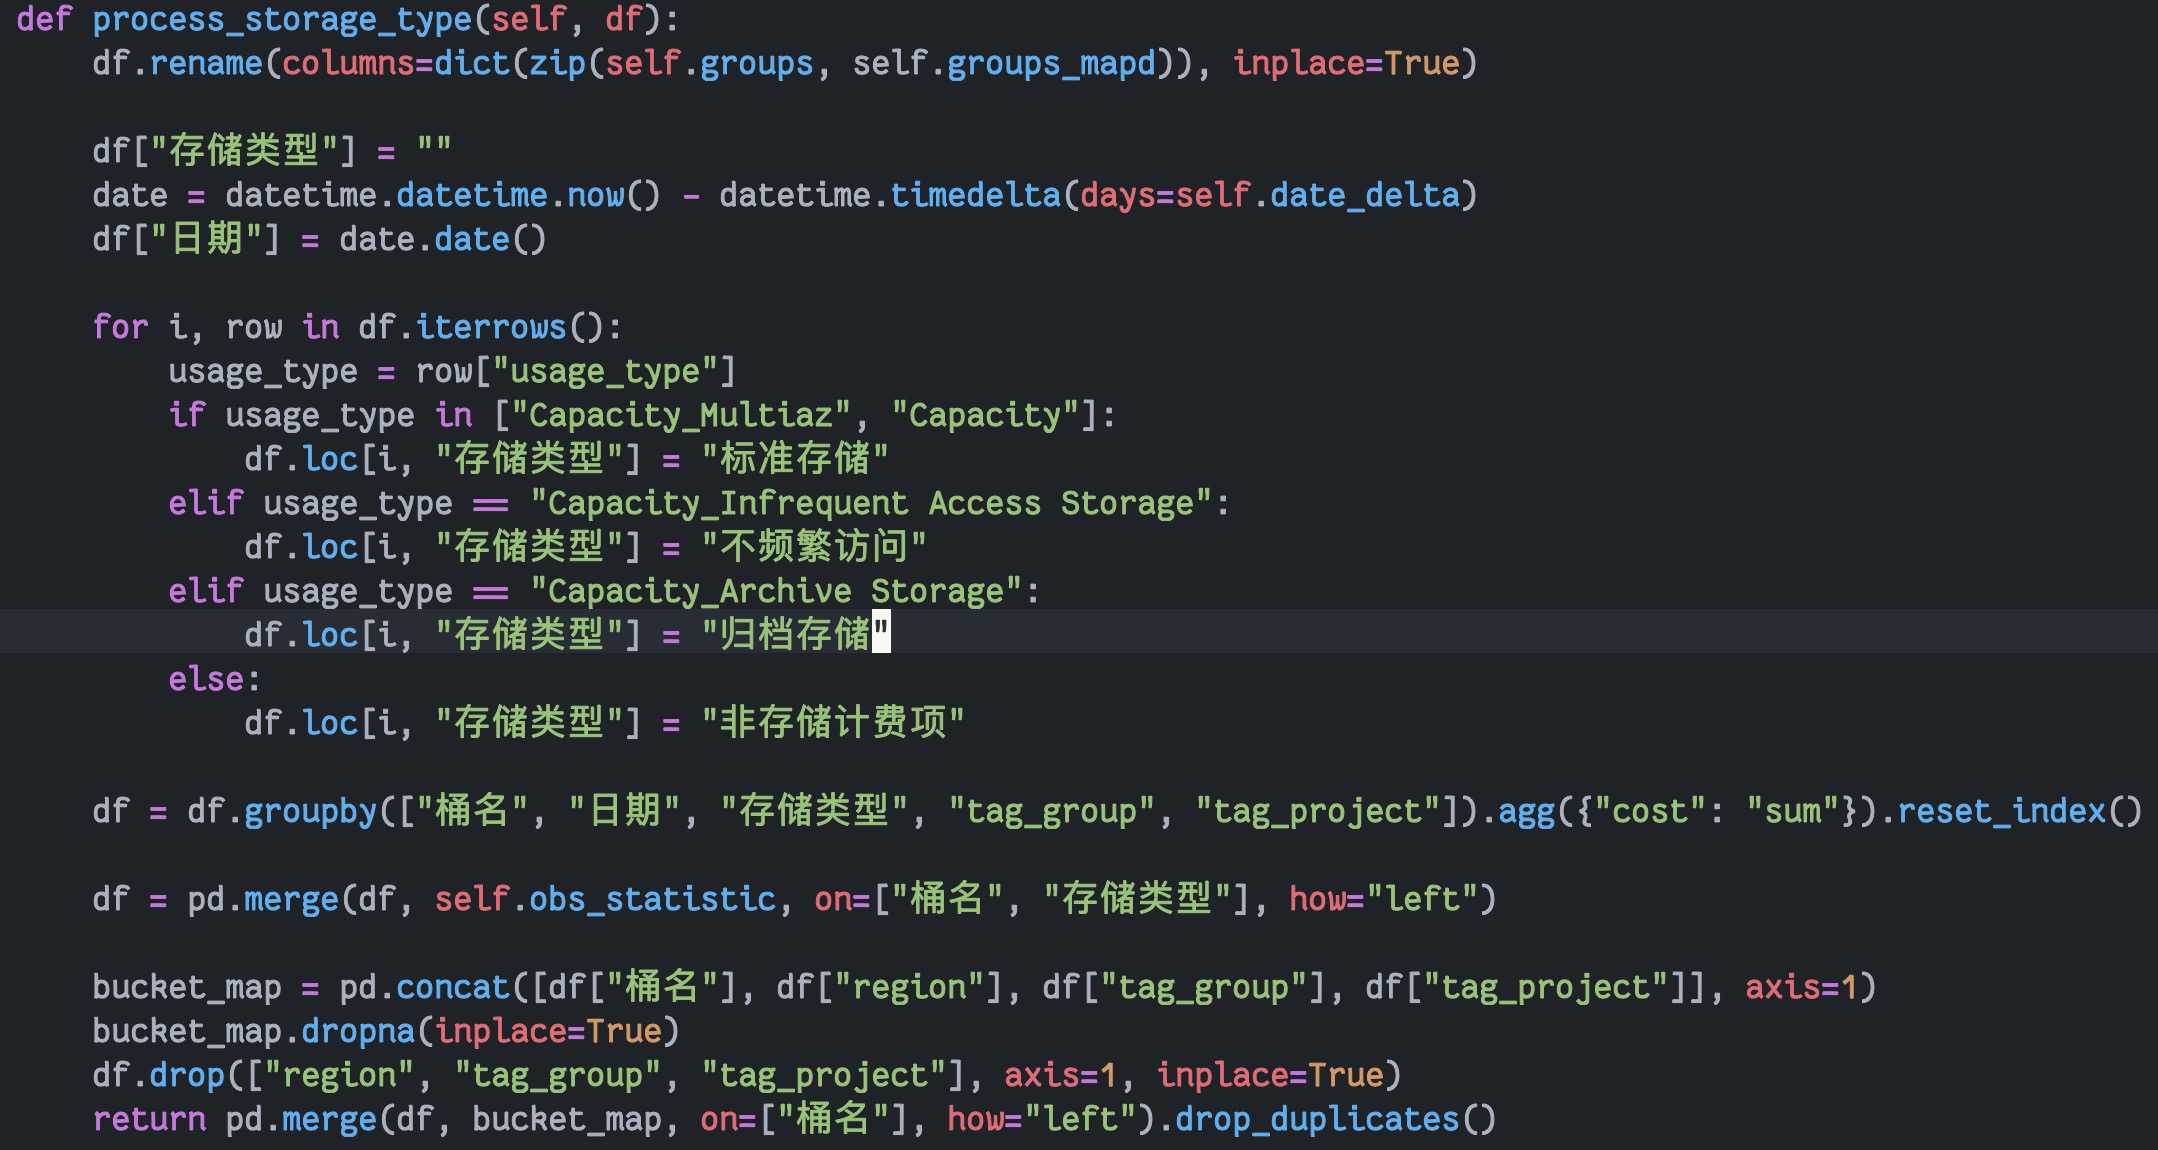 def process_storage_type(self, df):
    df.rename(columns=dict(zip(self.groups, self.groups_mapd)), inplace=True)

    df["存储类型"] = ""
    date = datetime.datetime.now() - datetime.timedelta(days=self.date_delta)
    df["日期"] = date.date()

    for i, row in df.iterrows():
        usage_type = row["usage_type"]
        if usage_type in ["Capacity_Multiaz", "Capacity"]:
            df.loc[i, "存储类型"] = "标准存储"
        elif usage_type == "Capacity_Infrequent Access Storage":
            df.loc[i, "存储类型"] = "不频繁访问"
        elif usage_type == "Capacity_Archive Storage":
            df.loc[i, "存储类型"] = "归档存储"
        else:
            df.loc[i, "存储类型"] = "非存储计费项"

    df = df.groupby(["桶名", "日期", "存储类型", "tag_group", "tag_project"]).agg({"cost": "sum"}).reset_index()

    df = pd.merge(df, self.obs_statistic, on=["桶名", "存储类型"], how="left")

    bucket_map = pd.concat([df["桶名"], df["region"], df["tag_group"], df["tag_project"]], axis=1)
    bucket_map.dropna(inplace=True)
    df.drop(["region", "tag_group", "tag_project"], axis=1, inplace=True)
    return pd.merge(df, bucket_map, on=["桶名"], how="left").drop_duplicates()